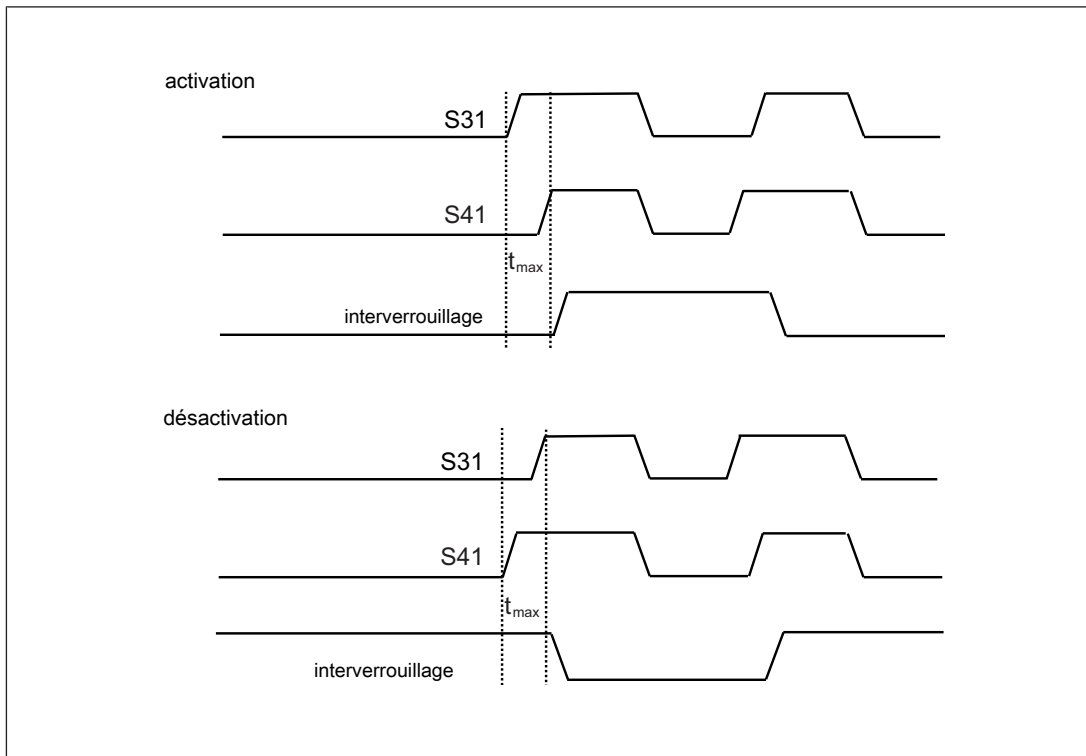 activation
S31
S41
tmax
interverrouillage
désactivation
S31
S41
tmax
interverrouillage